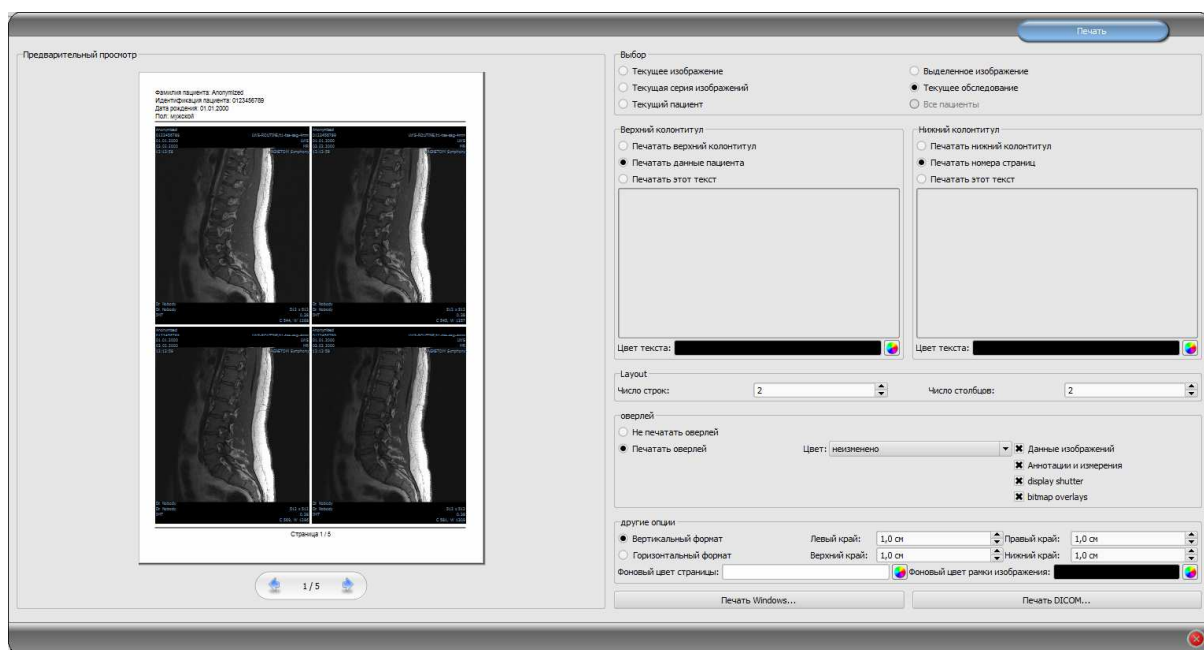 Печать
Предварительный просмотр
Фамилия пациента: Anonymized
Идентификация пациента: 0123456789
Дата рождения: 01.01.2000
Пол: мужской
Страница 1 / 5
1 / 5
Выбор
Текущее изображение
Выделенное изображение
Текущая серия изображений
Текущее обследование
Текущий пациент
Все пациенты
Верхний колонтитул
Печатать верхний колонтитул
Печатать данные пациента
Печатать этот текст
Цвет текста:
Нижний колонтитул
Печатать нижний колонтитул
Печатать номера страниц
Печатать этот текст
Цвет текста:
Layout
Число строк: 2
Число столбцов: 2
оверлей
Не печатать оверлей
Печатать оверлей
Цвет: неизменено
Данные изображений
Аннотации и измерения
display shutter
bitmap overlays
другие опции
Вертикальный формат
Левый край: 1,0 cm
Правый край: 1,0 cm
Горизонтальный формат
Верхний край: 1,0 cm
Нижний край: 1,0 cm
Фоновый цвет страницы:
Фоновый цвет рамки изображения:
Печать Windows...
Печать DICOM...